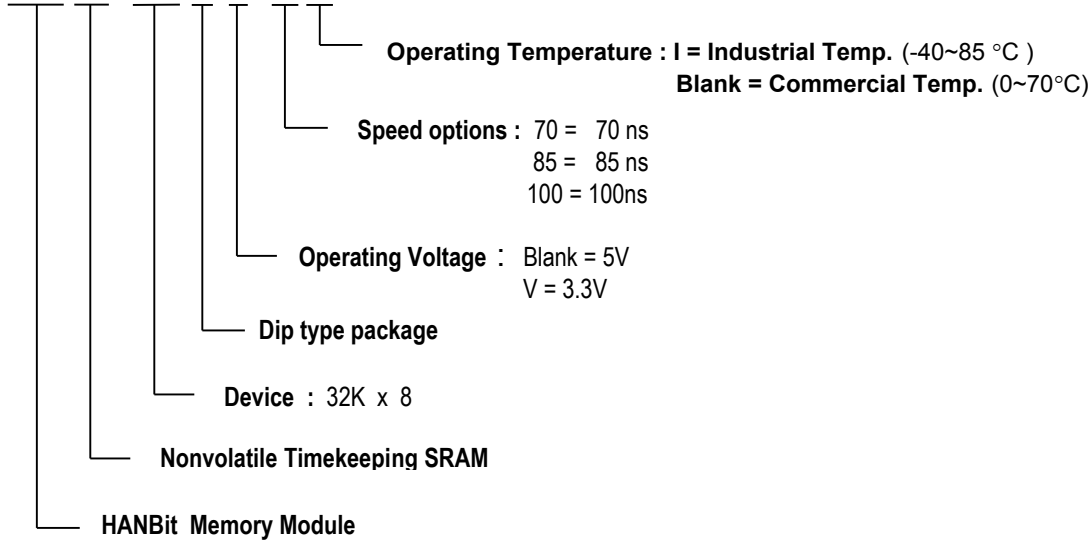 Operating Temperature : I = Industrial Temp. (-40~85 °C )
Blank = Commercial Temp. (0~70°C)
Speed options : 70 = 70 ns
85 = 85 ns
100 = 100ns
Operating Voltage : Blank = 5V
V = 3.3V
Dip type package
Device : 32K x 8
Nonvolatile Timekeeping SRAM
HANBit Memory Module